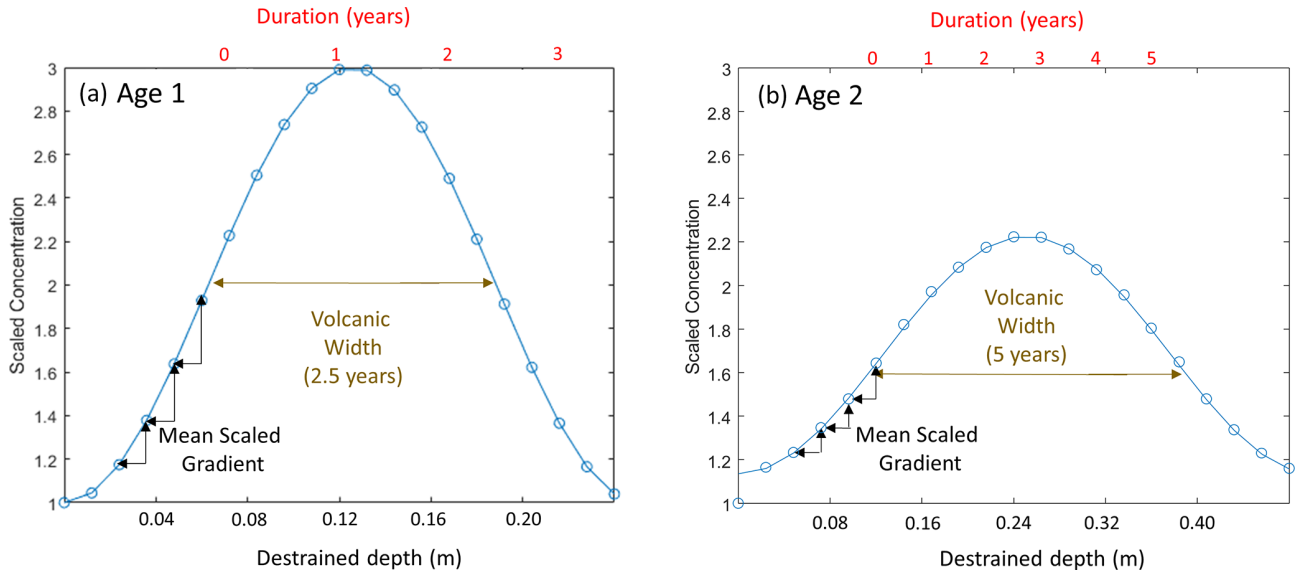 Duration (years)
0 1 2 3
3
2.8
2.6
2.4
2.2
2
1.8
1.6
1.4
1.2
1
Scaled Concentration
(a) Age 1
Volcanic
Width
(2.5 years)
Mean Scaled
Gradient
0.04 0.08 0.12 0.16 0.20
Destrained depth (m)
Duration (years)
0 1 2 3 4 5
3
2.8
2.6
2.4
2.2
2
1.8
1.6
1.4
1.2
1
Scaled Concentration
(b) Age 2
Volcanic
Width
(5 years)
Mean Scaled
Gradient
0.08 0.16 0.24 0.32 0.40
Destrained depth (m)